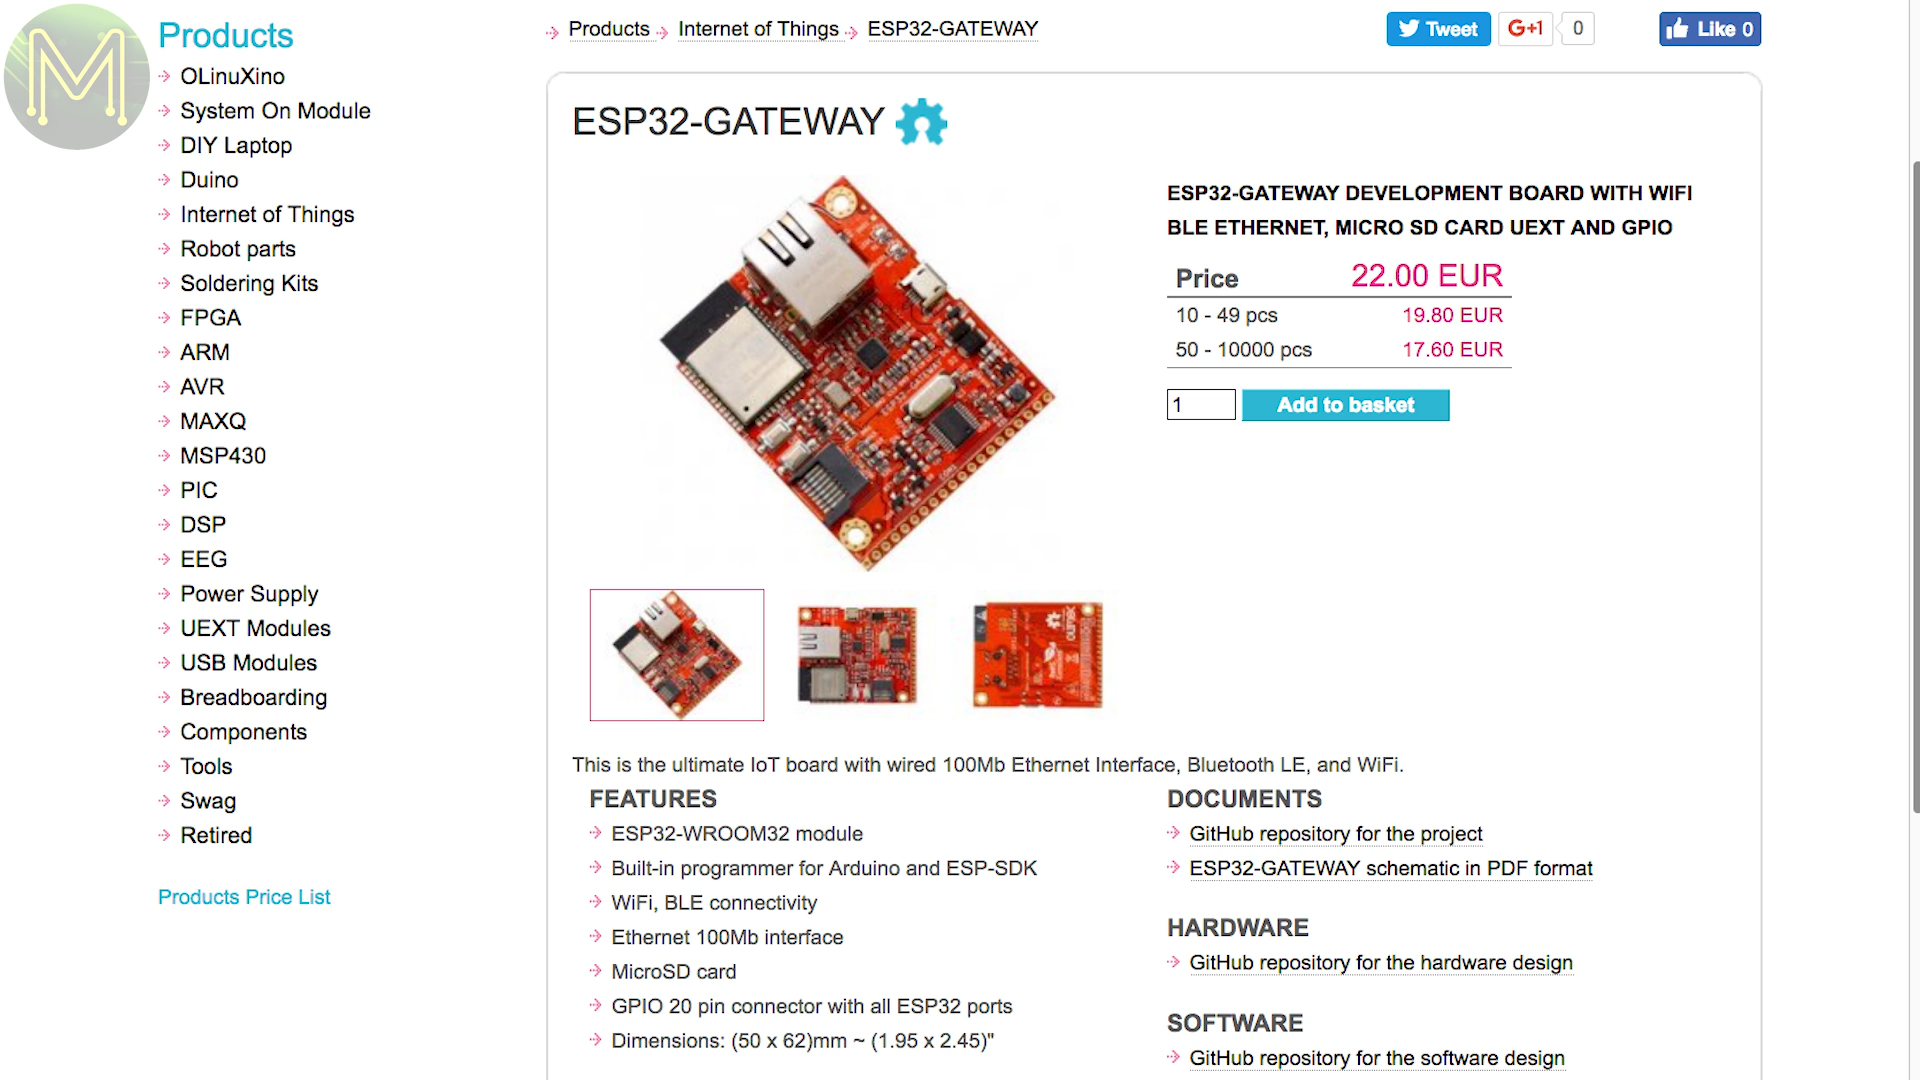 Products
OLinuXino
System On Module
DIY Laptop
Duino
Internet of Things
Robot parts
Soldering Kits
FPGA
ARM
AVR
MAXQ
MSP430
PIC
DSP
EEG
Power Supply
UEXT Modules
USB Modules
Breadboarding
Components
Tools
Swag
Retired
Products Price List
Products Internet of Things ESP32-GATEWAY
Tweet G+1 0 Like 0
ESP32-GATEWAY
ESP32-GATEWAY DEVELOPMENT BOARD WITH WIFI
BLE ETHERNET, MICRO SD CARD UEXT AND GPIO
Price 22.00 EUR
10 - 49 pcs 19.80 EUR
50 - 10000 pcs 17.60 EUR
1 Add to basket
This is the ultimate IoT board with wired 100Mb Ethernet Interface, Bluetooth LE, and WiFi.
FEATURES
ESP32-WROOM32 module
Built-in programmer for Arduino and ESP-SDK
WiFi, BLE connectivity
Ethernet 100Mb interface
MicroSD card
GPIO 20 pin connector with all ESP32 ports
Dimensions: (50 x 62)mm ~ (1.95 x 2.45)"
DOCUMENTS
GitHub repository for the project
ESP32-GATEWAY schematic in PDF format
HARDWARE
GitHub repository for the hardware design
SOFTWARE
GitHub repository for the software design